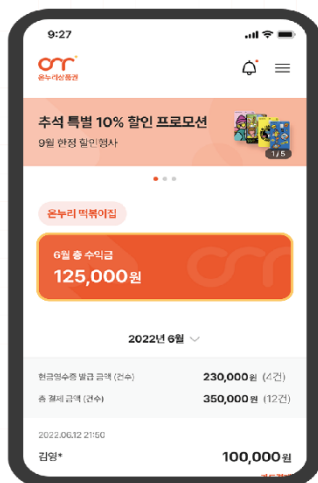 9:27
온누리상품권
추석 특별 10% 할인 프로모션
9월 한정 할인행사
1/5
온누리 떡볶이집
6월 총 수익금
125,000원
2022년 6월
현금영수증 발급 금액 (건수) 230,000원 (4건)
총 결제 금액 (건수) 350,000원 (12건)
2022.06.12 21:50
김영* 100,000원